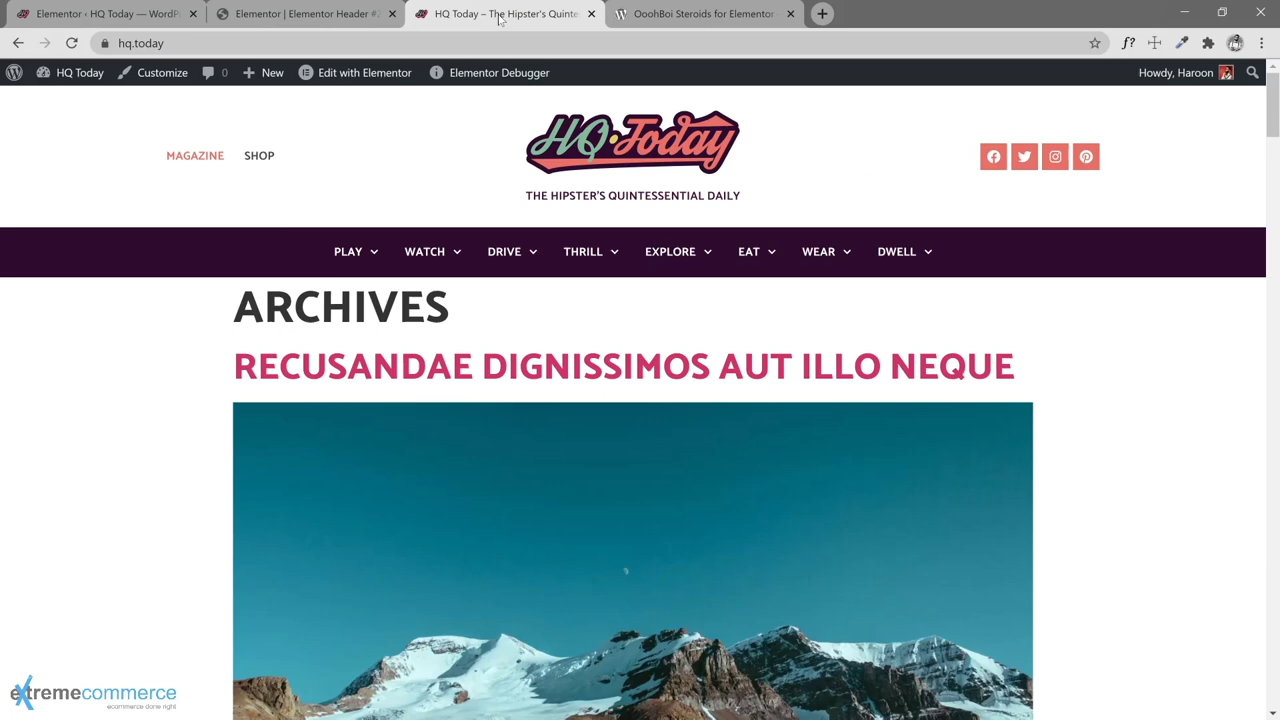 Elementor ‹ HQ Today — WordP
Elementor | Elementor Header #2
HQ Today – The Hipster's Quinte
OoohBoi Steroids for Elementor
hq.today
HQ Today
Customize
0
New
Edit with Elementor
Elementor Debugger
Howdy, Haroon
MAGAZINE
SHOP
HQ·Today
THE HIPSTER'S QUINTESSENTIAL DAILY
PLAY
WATCH
DRIVE
THRILL
EXPLORE
EAT
WEAR
DWELL
ARCHIVES
RECUSANDAE DIGNISSIMOS AUT ILLO NEQUE
extremecommerce
ecommerce done right